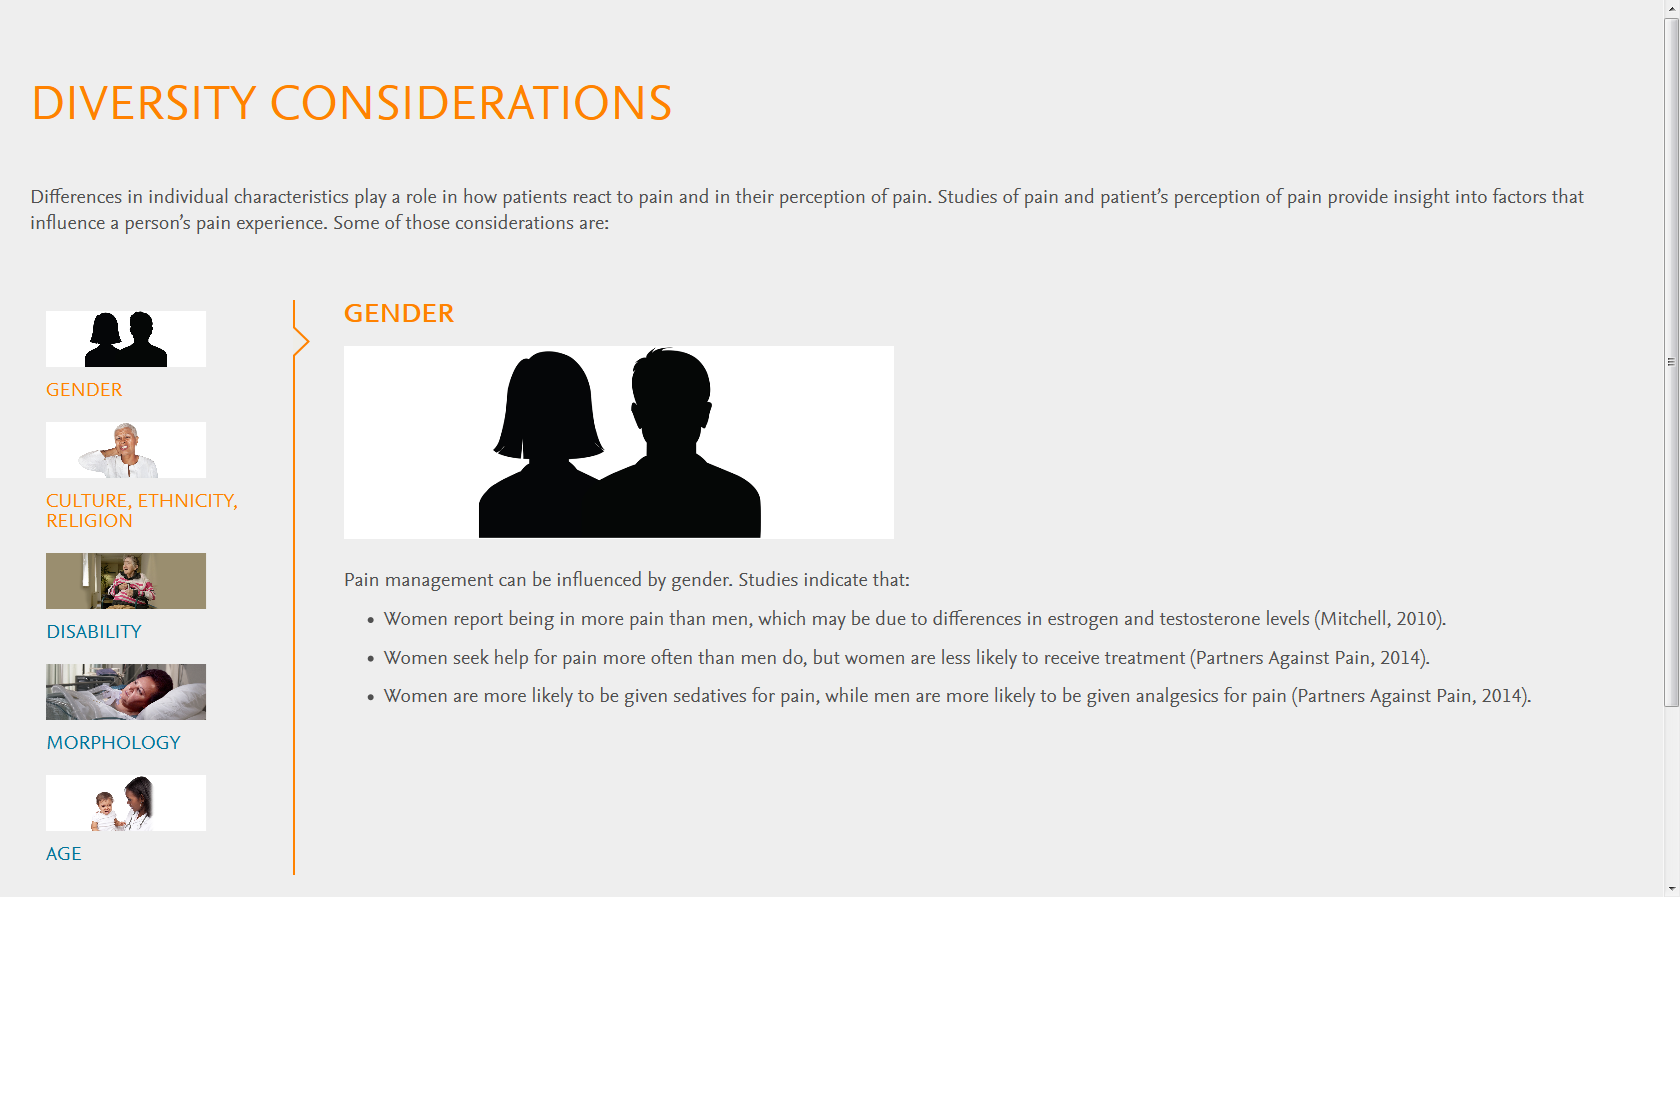 DIVERSITY CONSIDERATIONS
Differences in individual characteristics play a role in how patients react to pain and in their perception of pain. Studies of pain and patient’s perception of pain provide insight into factors that
influence a person’s pain experience. Some of those considerations are:
GENDER
CULTURE, ETHNICITY,
RELIGION
DISABILITY
MORPHOLOGY
AGE
GENDER
Pain management can be influenced by gender. Studies indicate that:
• Women report being in more pain than men, which may be due to differences in estrogen and testosterone levels (Mitchell, 2010).
• Women seek help for pain more often than men do, but women are less likely to receive treatment (Partners Against Pain, 2014).
• Women are more likely to be given sedatives for pain, while men are more likely to be given analgesics for pain (Partners Against Pain, 2014).